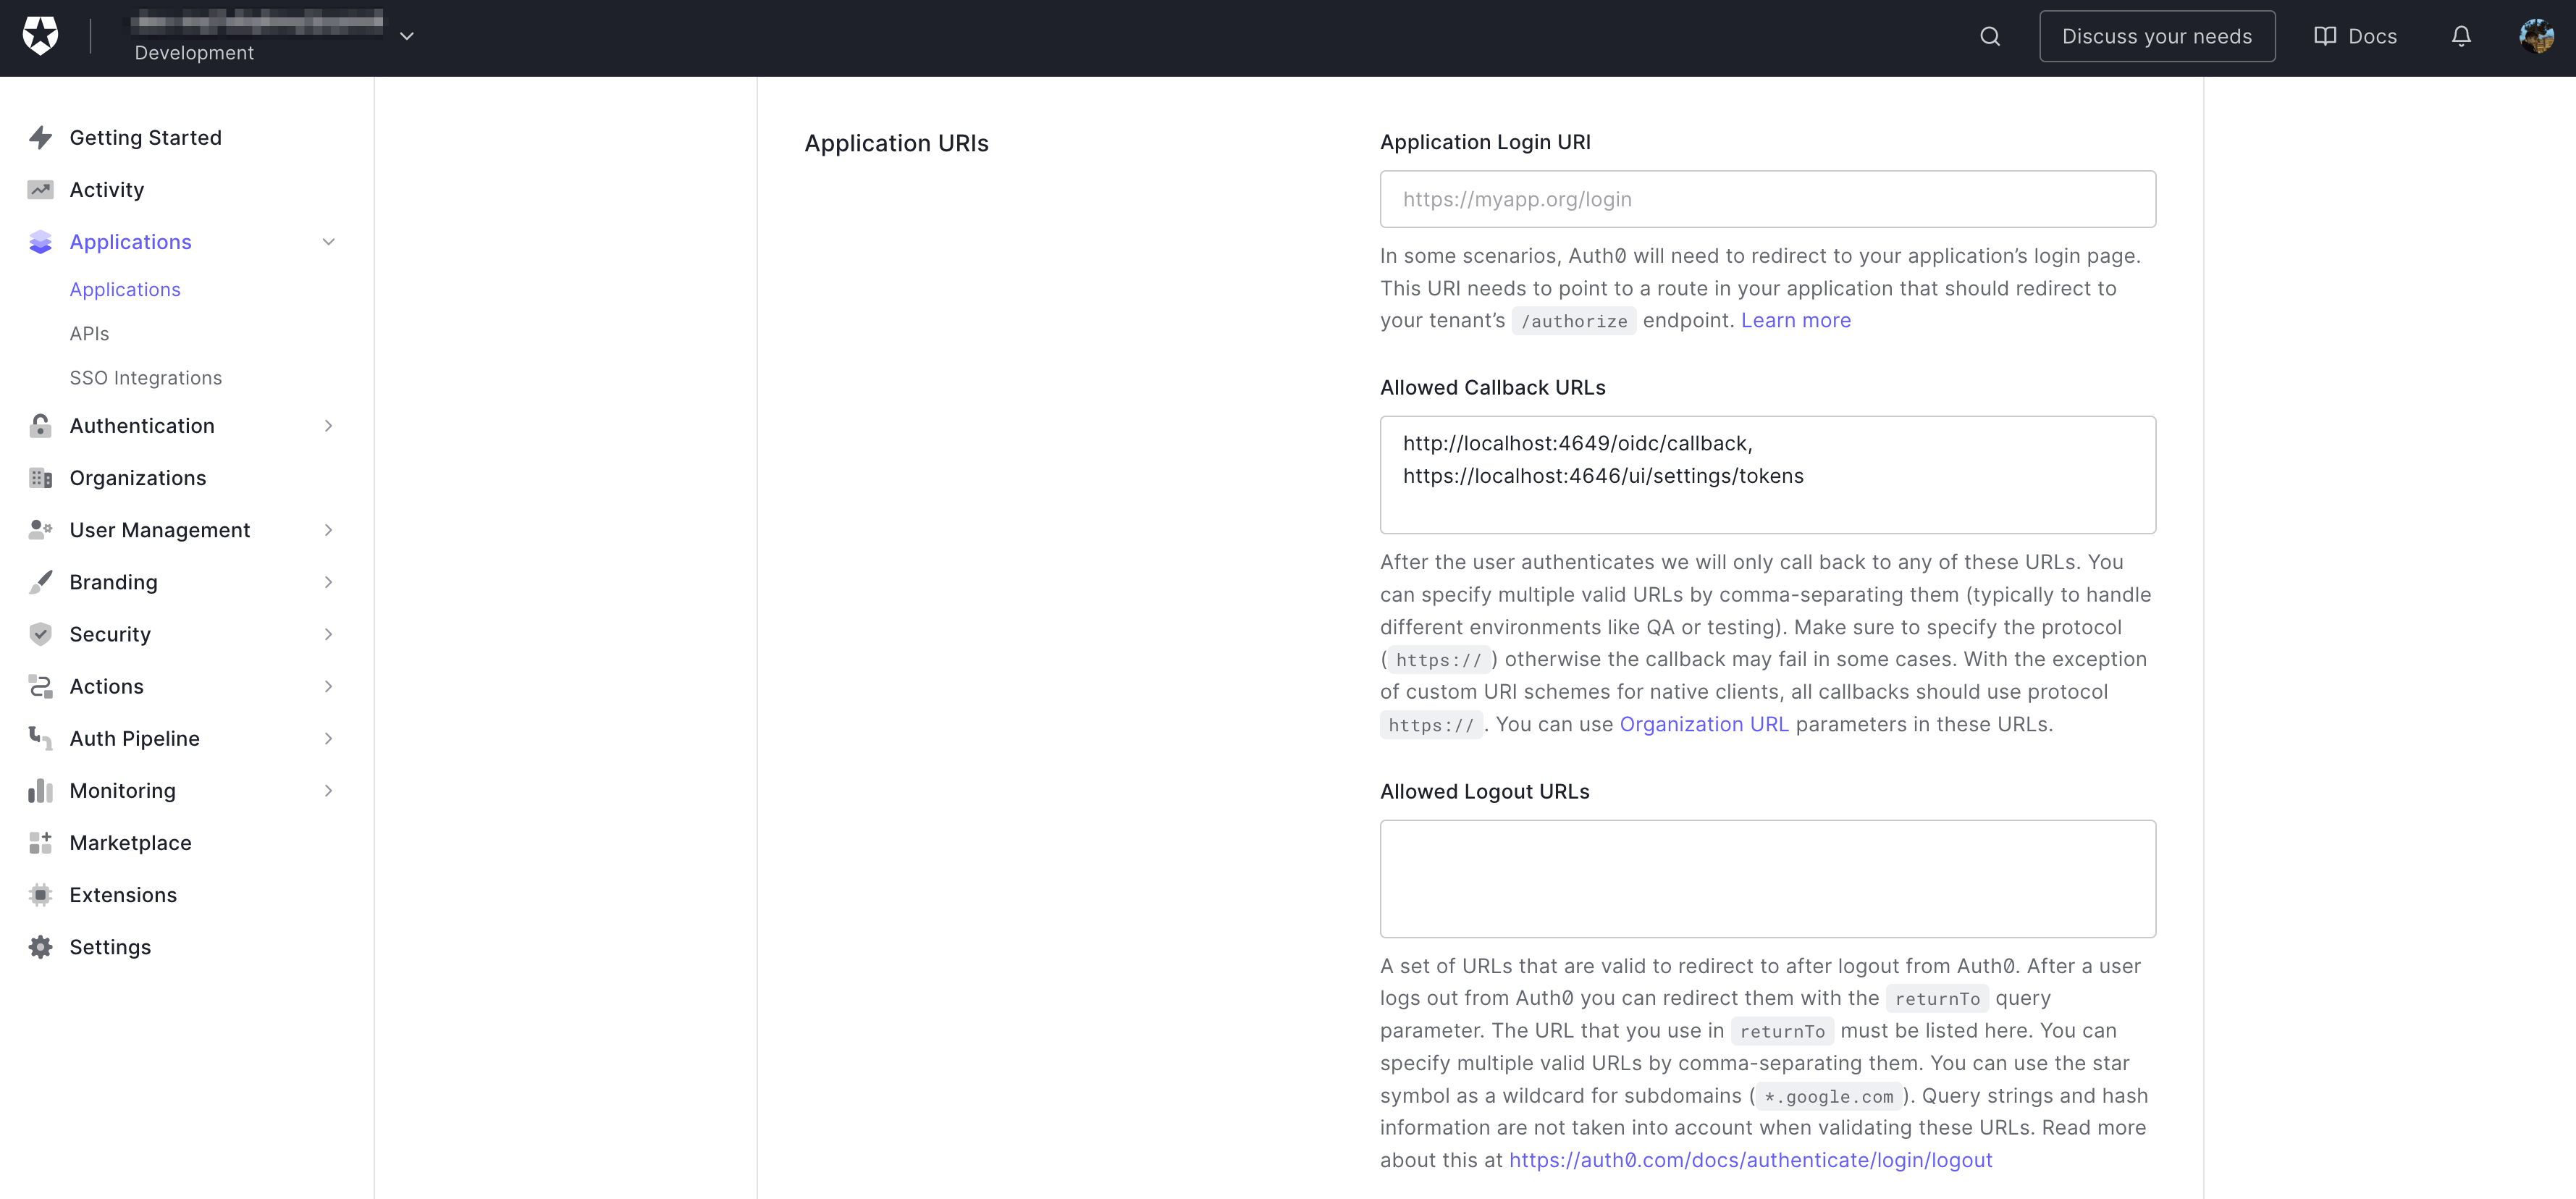 Development
Discuss your needs
Docs
Getting Started
Activity
Applications
Applications
APIs
SSO Integrations
Authentication
Organizations
User Management
Branding
Security
Actions
Auth Pipeline
Monitoring
Marketplace
Extensions
Settings
Application URIs
Application Login URI
https://myapp.org/login
In some scenarios, Auth0 will need to redirect to your application’s login page.
This URI needs to point to a route in your application that should redirect to
your tenant’s /authorize endpoint. Learn more
Allowed Callback URLs
http://localhost:4649/oidc/callback,
https://localhost:4646/ui/settings/tokens
After the user authenticates we will only call back to any of these URLs. You
can specify multiple valid URLs by comma-separating them (typically to handle
different environments like QA or testing). Make sure to specify the protocol
(https://) otherwise the callback may fail in some cases. With the exception
of custom URI schemes for native clients, all callbacks should use protocol
https://. You can use Organization URL parameters in these URLs.
Allowed Logout URLs
A set of URLs that are valid to redirect to after logout from Auth0. After a user
logs out from Auth0 you can redirect them with the returnTo query
parameter. The URL that you use in returnTo must be listed here. You can
specify multiple valid URLs by comma-separating them. You can use the star
symbol as a wildcard for subdomains (*.google.com). Query strings and hash
information are not taken into account when validating these URLs. Read more
about this at https://auth0.com/docs/authenticate/login/logout